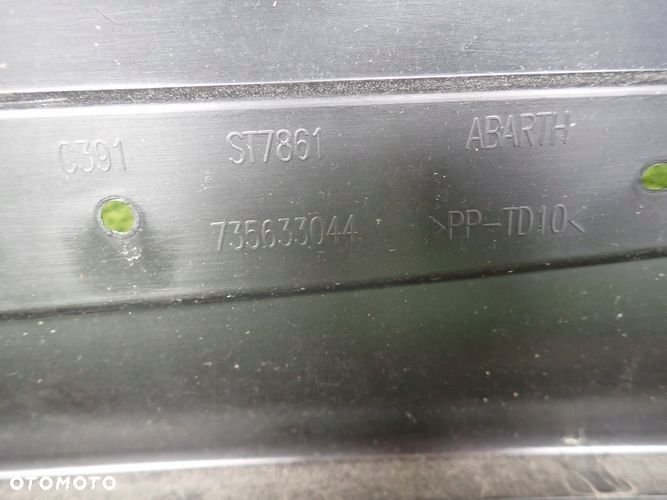 C391 ST7861 ABARTH
735633044 >PP-TD10<
OTOMOTO